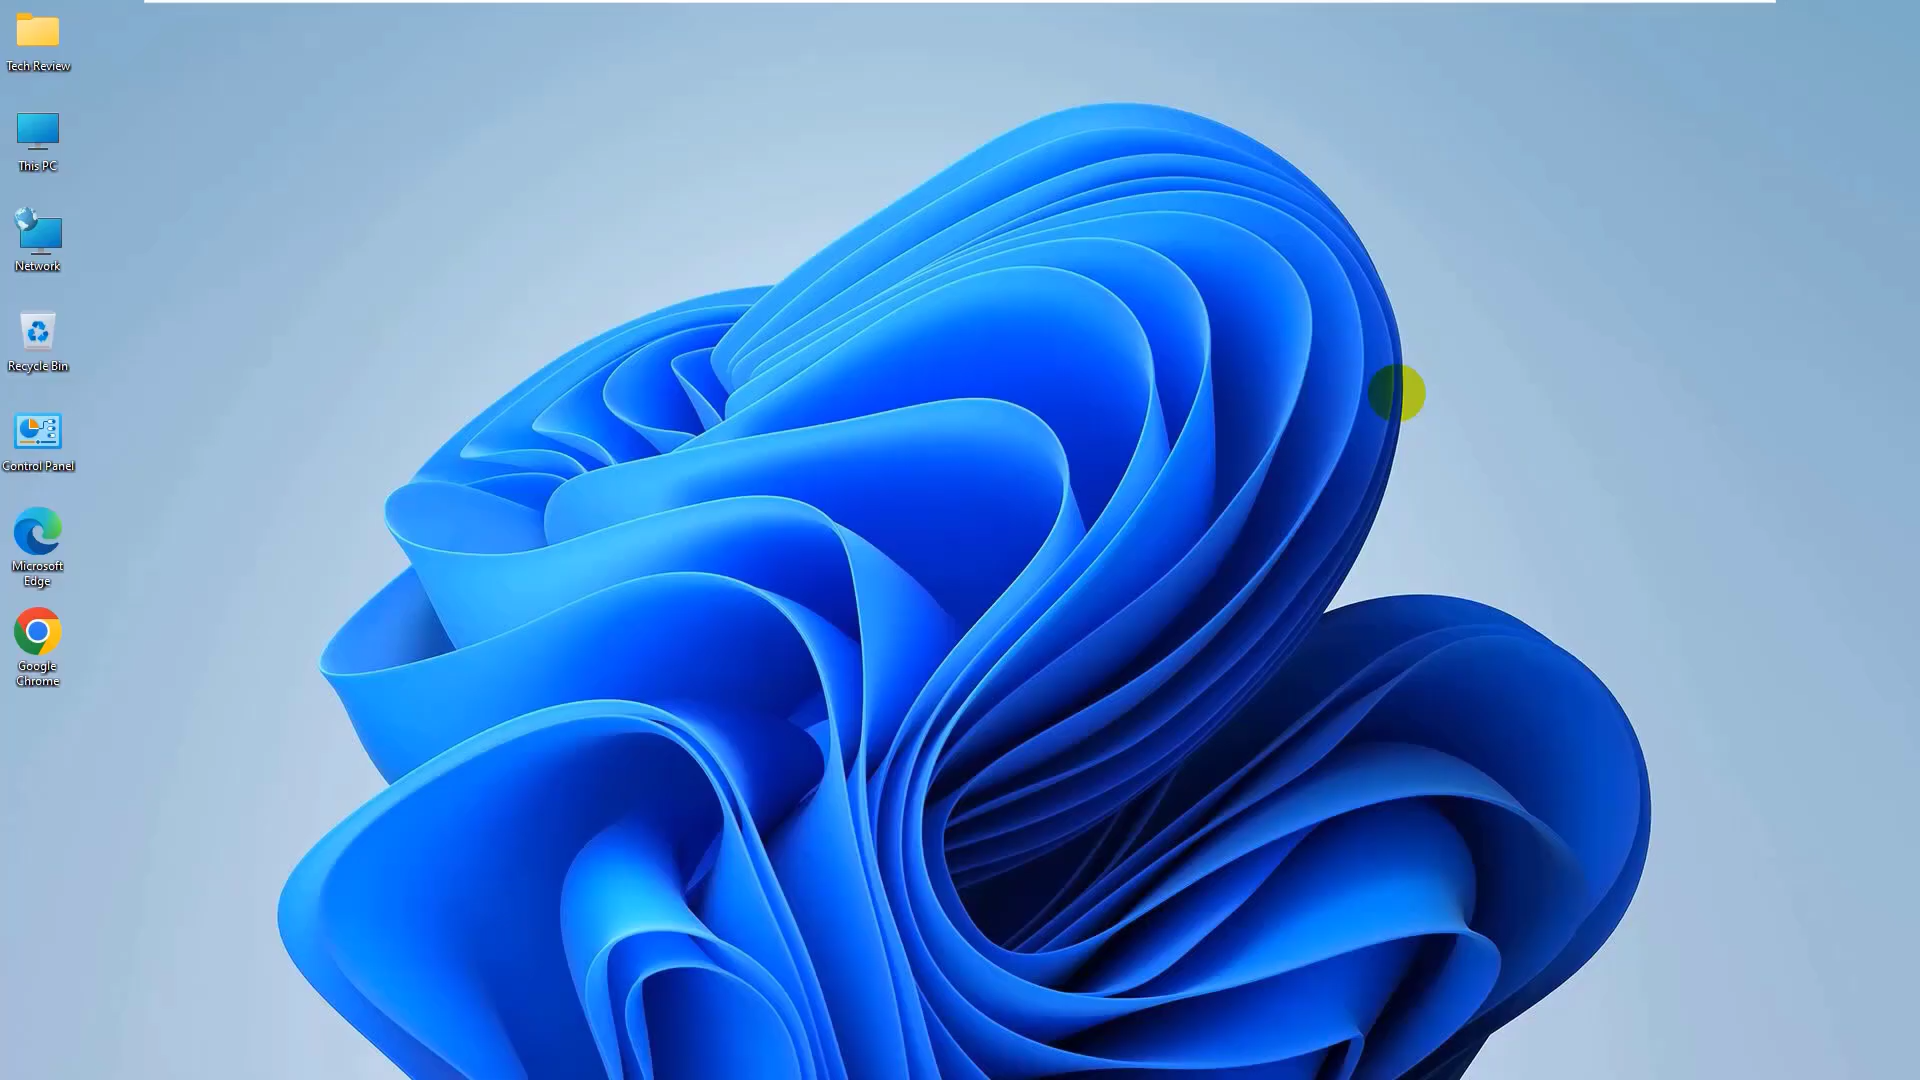 Tech Review
This PC
Network
Recycle Bin
Control Panel
Microsoft
Edge
Google
Chrome